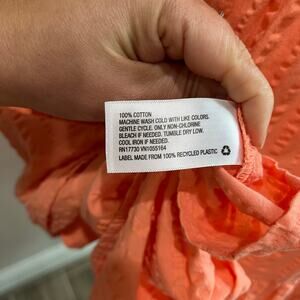 100% COTTON
MACHINE WASH COLD WITH LIKE COLORS.
GENTLE CYCLE. ONLY NON-CHLORINE
BLEACH IF NEEDED. TUMBLE DRY LOW.
COOL IRON IF NEEDED.
RN17730 VN1055164
LABEL MADE FROM 100% RECYCLED PLASTIC